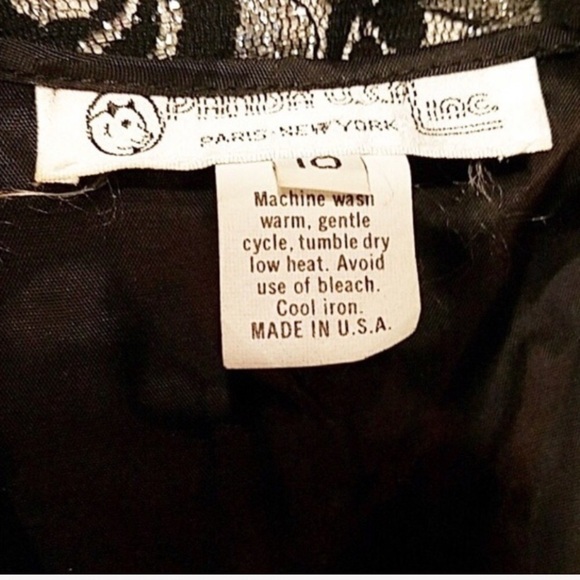 PANDA U.S.A. INC.
PARIS-NEW YORK
10
Machine wash
warm, gentle
cycle, tumble dry
low heat. Avoid
use of bleach.
Cool iron.
MADE IN U.S.A.